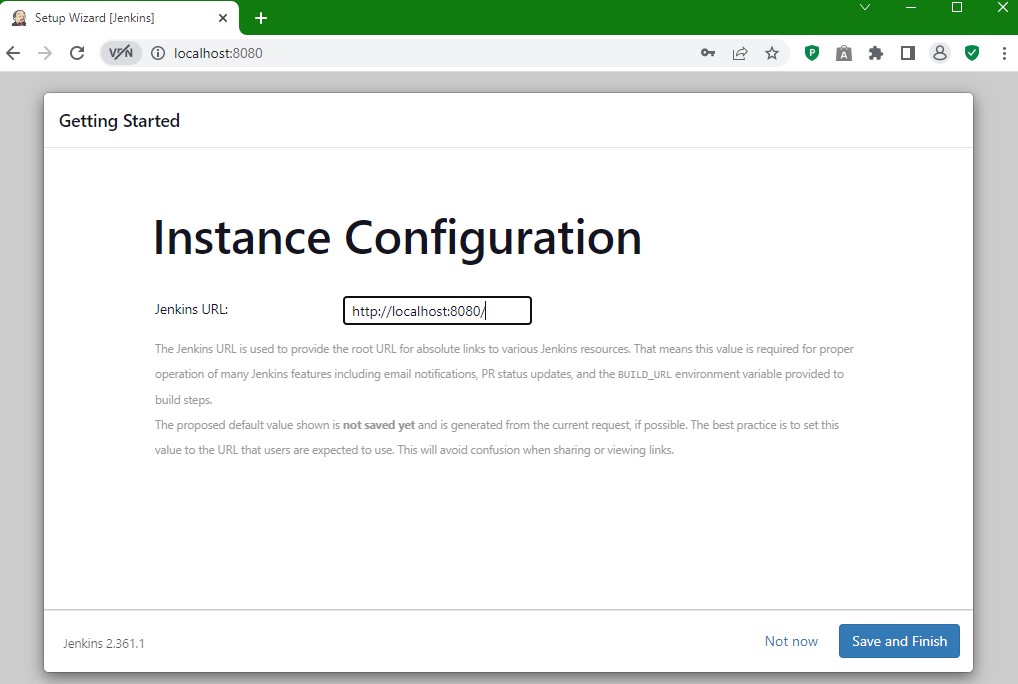 Setup Wizard [Jenkins]
VPN
localhost:8080
P
A
Getting Started
Instance Configuration
Jenkins URL:
http://localhost:8080/
The Jenkins URL is used to provide the root URL for absolute links to various Jenkins resources. That means this value is required for proper
operation of many Jenkins features including email notifications, PR status updates, and the BUILD_URL environment variable provided to
build steps.
The proposed default value shown is not saved yet and is generated from the current request, if possible. The best practice is to set this
value to the URL that users are expected to use. This will avoid confusion when sharing or viewing links.
Jenkins 2.361.1
Not now
Save and Finish